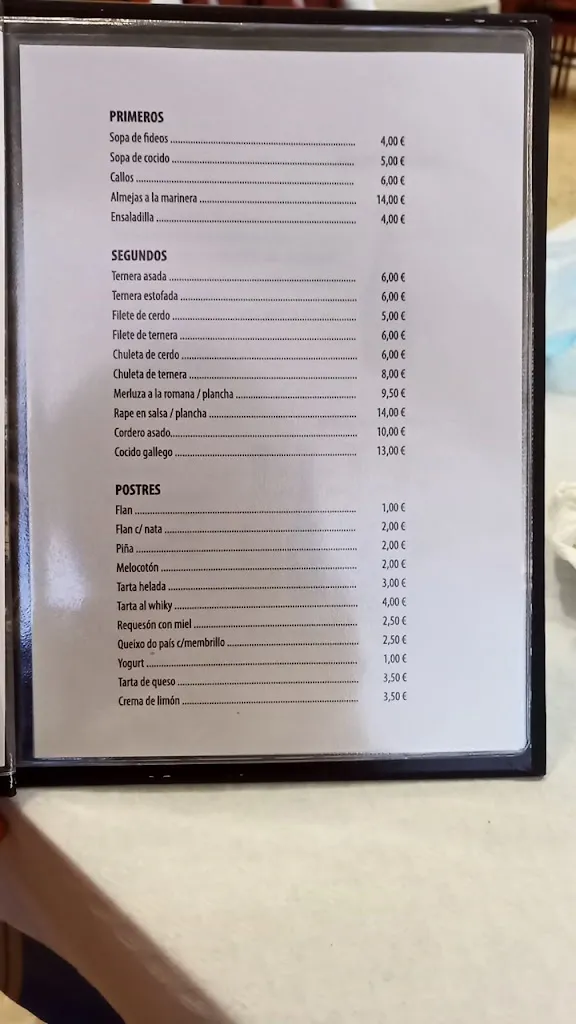 PRIMEROS
Sopa de fideos 4,00 €
Sopa de cocido 5,00 €
Callos 6,00 €
Almejas a la marinera 14,00 €
Ensaladilla 4,00 €
SEGUNDOS
Ternera asada 6,00 €
Ternera estofada 6,00 €
Filete de cerdo 5,00 €
Filete de ternera 6,00 €
Chuleta de cerdo 6,00 €
Chuleta de ternera 8,00 €
Merluza a la romana / plancha 9,50 €
Rape en salsa / plancha 14,00 €
Cordero asado 10,00 €
Cocido gallego 13,00 €
POSTRES
Flan 1,00 €
Flan c/ nata 2,00 €
Piña 2,00 €
Melocotón 2,00 €
Tarta helada 3,00 €
Tarta al whiky 4,00 €
Requesón con miel 2,50 €
Queixo do país c/membrillo 2,50 €
Yogurt 1,00 €
Tarta de queso 3,50 €
Crema de limón 3,50 €